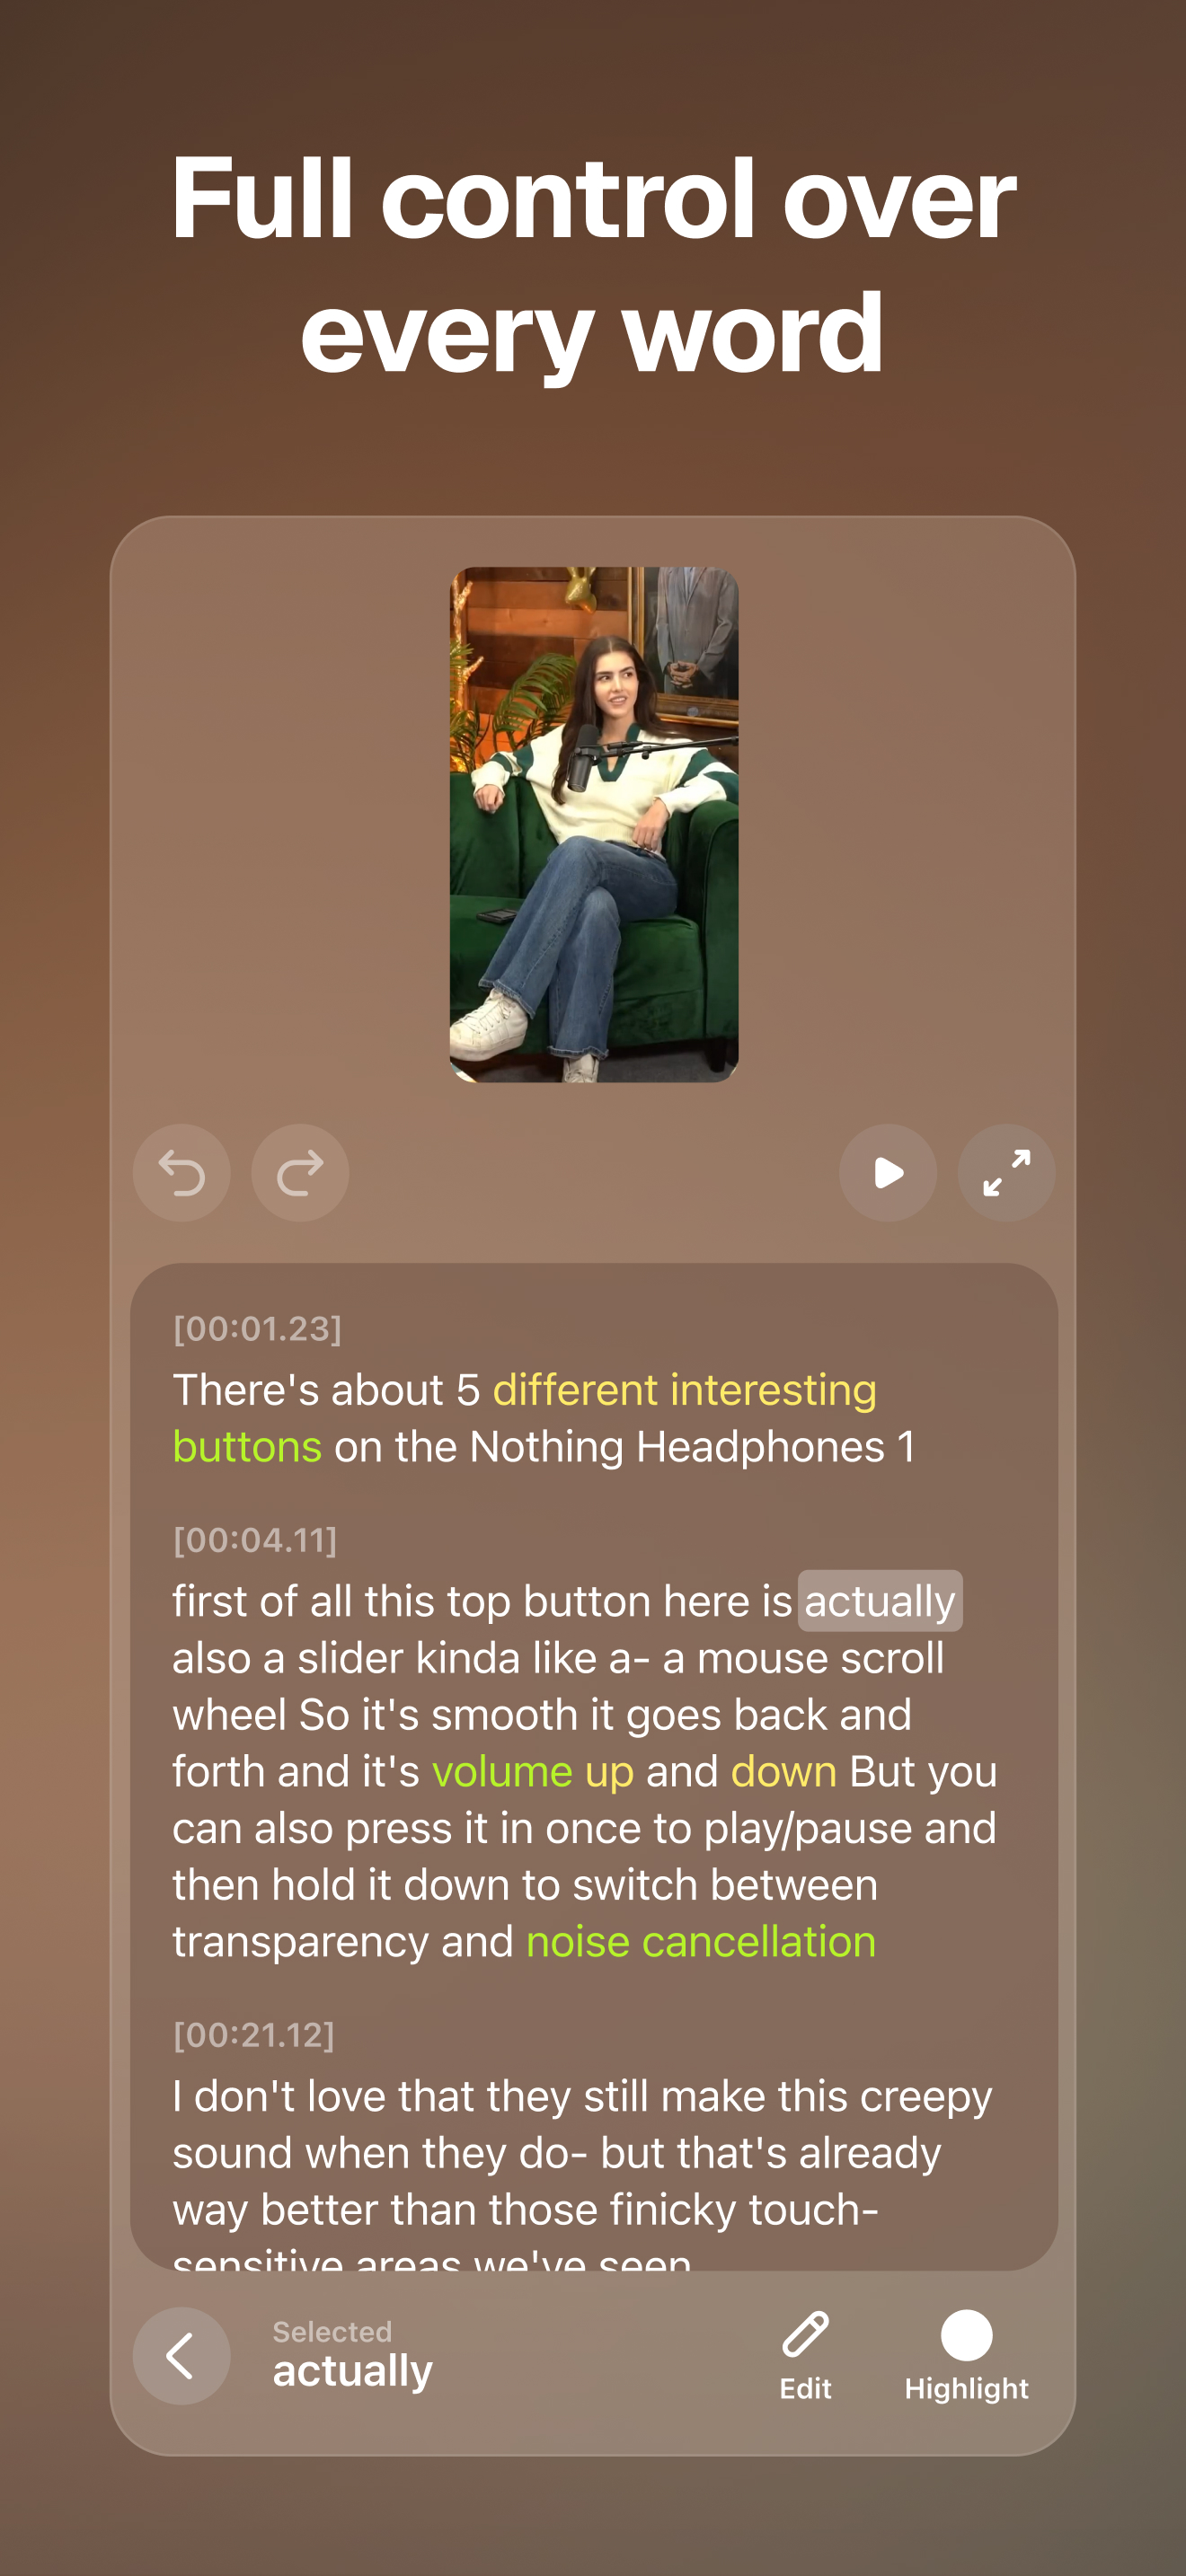 Full control over
every word
[00:01.23]
There's about 5 different interesting
buttons on the Nothing Headphones 1
[00:04.11]
first of all this top button here is actually
also a slider kinda like a- a mouse scroll
wheel So it's smooth it goes back and
forth and it's volume up and down But you
can also press it in once to play/pause and
then hold it down to switch between
transparency and noise cancellation
[00:21.12]
I don't love that they still make this creepy
sound when they do- but that's already
way better than those finicky touch-
sensitive areas we've seen
Selected
actually
Edit
Highlight